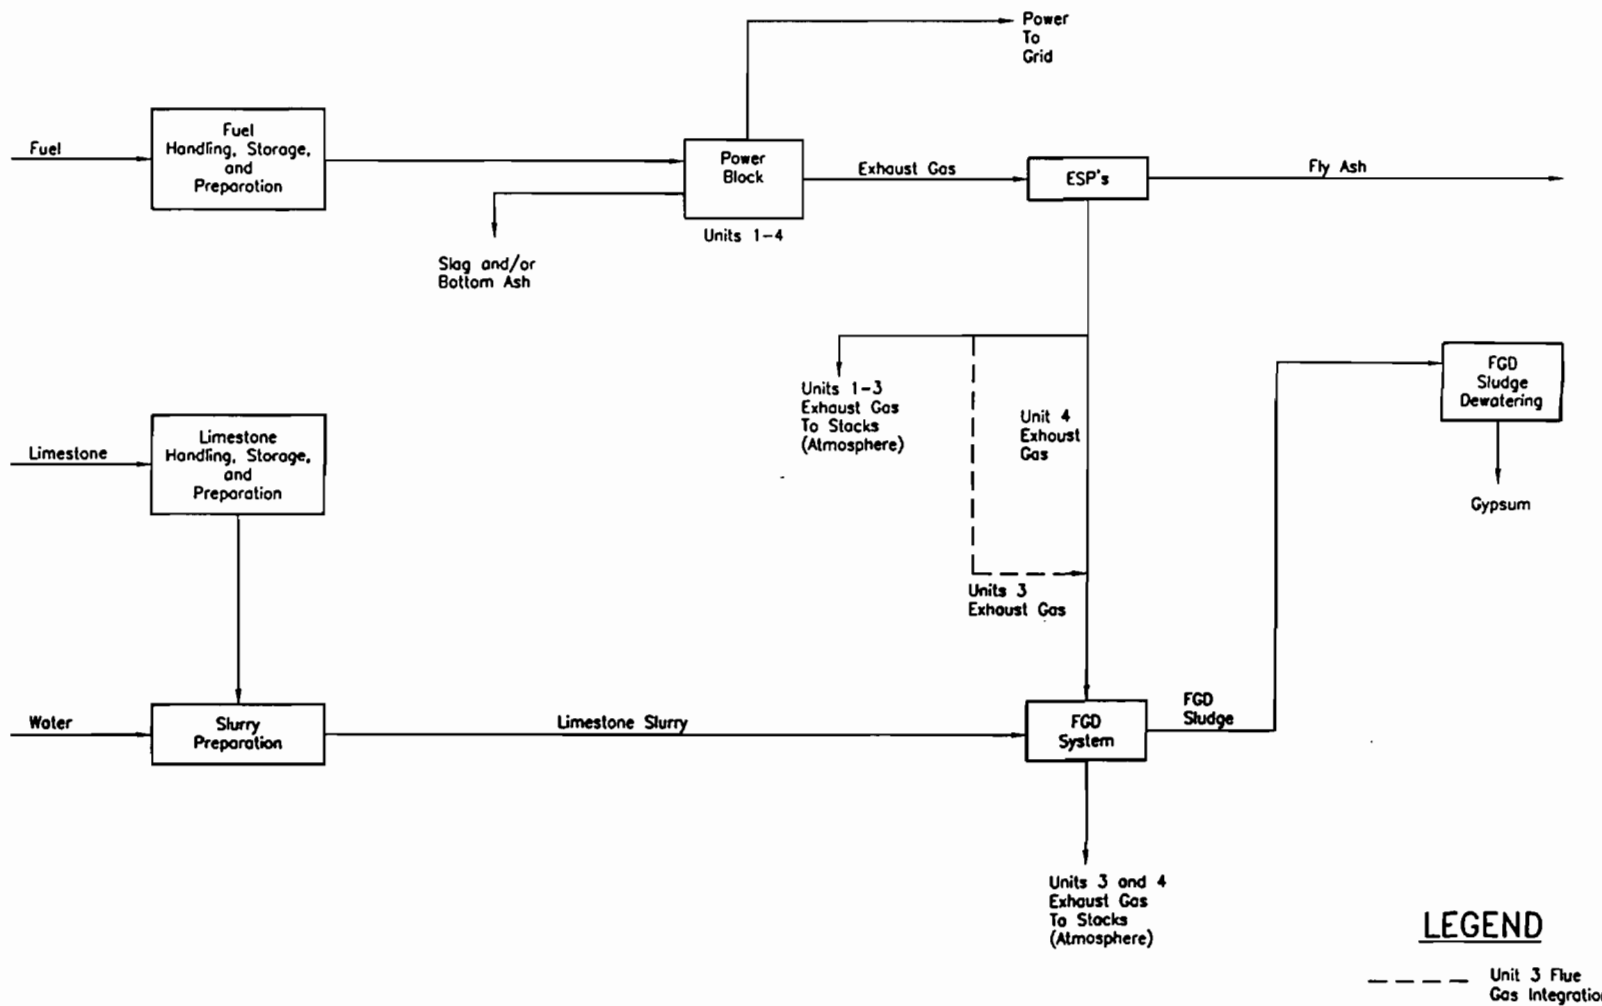 Power
To
Grid
Fuel
Fuel
Handling, Storage,
and
Preparation
Power
Block
Units 1-4
Exhaust Gas
ESP's
Fly Ash
Slag and/or
Bottom Ash
Units 1-3
Exhaust Gas
To Stacks
(Atmosphere)
Unit 4
Exhaust
Gas
FGD
Sludge
Dewatering
Gypsum
Limestone
Limestone
Handling, Storage,
and
Preparation
Units 3
Exhaust Gas
Water
Slurry
Preparation
Limestone Slurry
FGD
System
FGD
Sludge
Units 3 and 4
Exhaust Gas
To Stacks
(Atmosphere)
LEGEND
Unit 3 Flue
Gas Integration